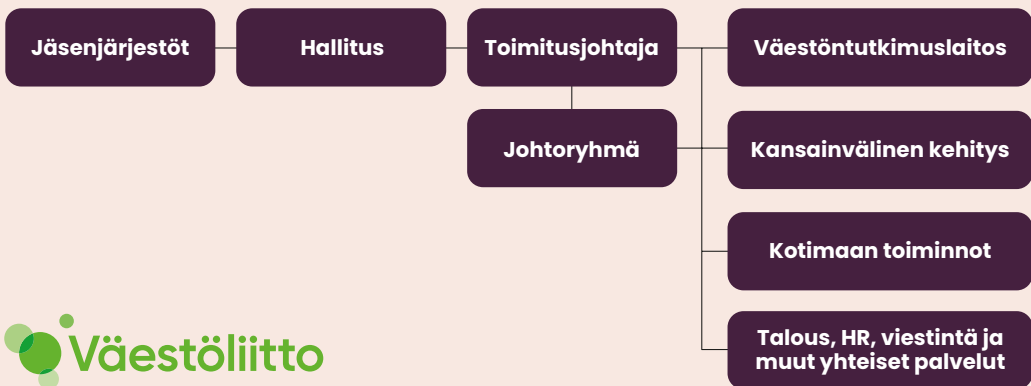 Jäsenjärjestöt
Hallitus
Toimitusjohtaja
Väestöntutkimuslaitos
Johtoryhmä
Kansainvälinen kehitys
Kotimaan toiminnot
Talous, HR, viestintä ja
muut yhteiset palvelut
Väestöliitto